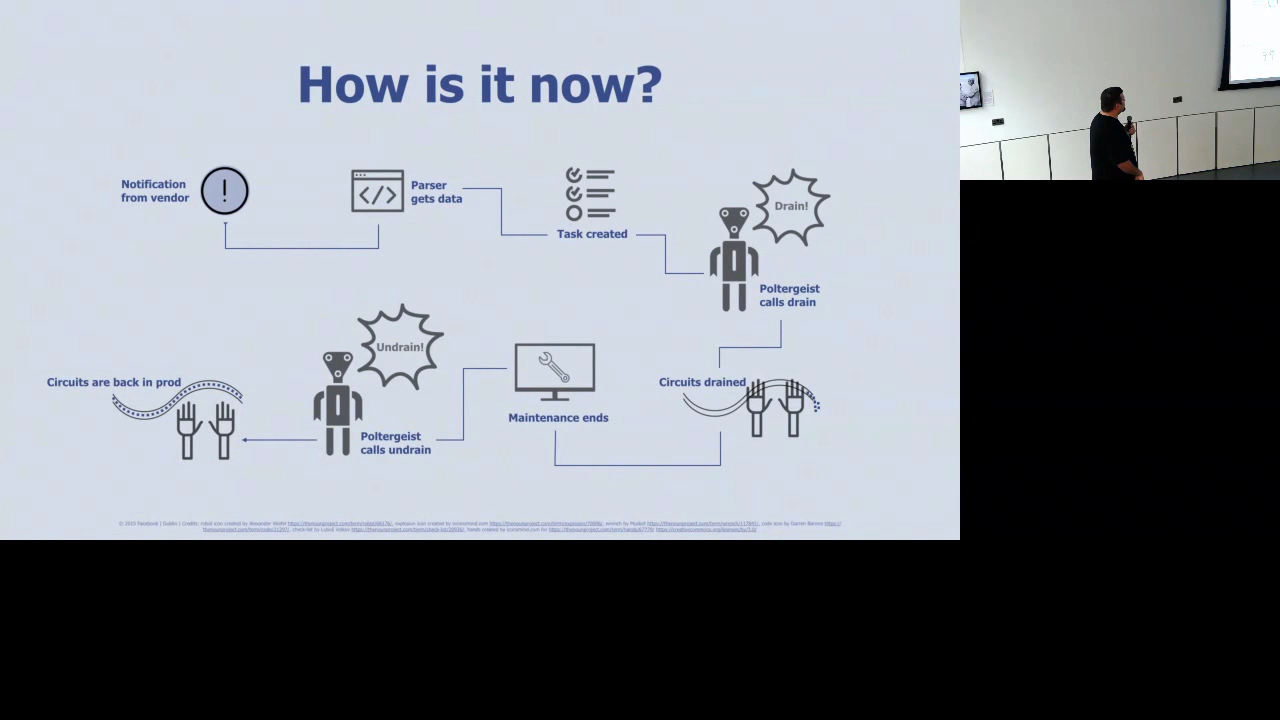 How is it now?
Notification
from vendor
!
</>
Parser
gets data
Task created
Drain!
Poltergeist
calls drain
Circuits drained
Maintenance ends
Undrain!
Poltergeist
calls undrain
Circuits are back in prod